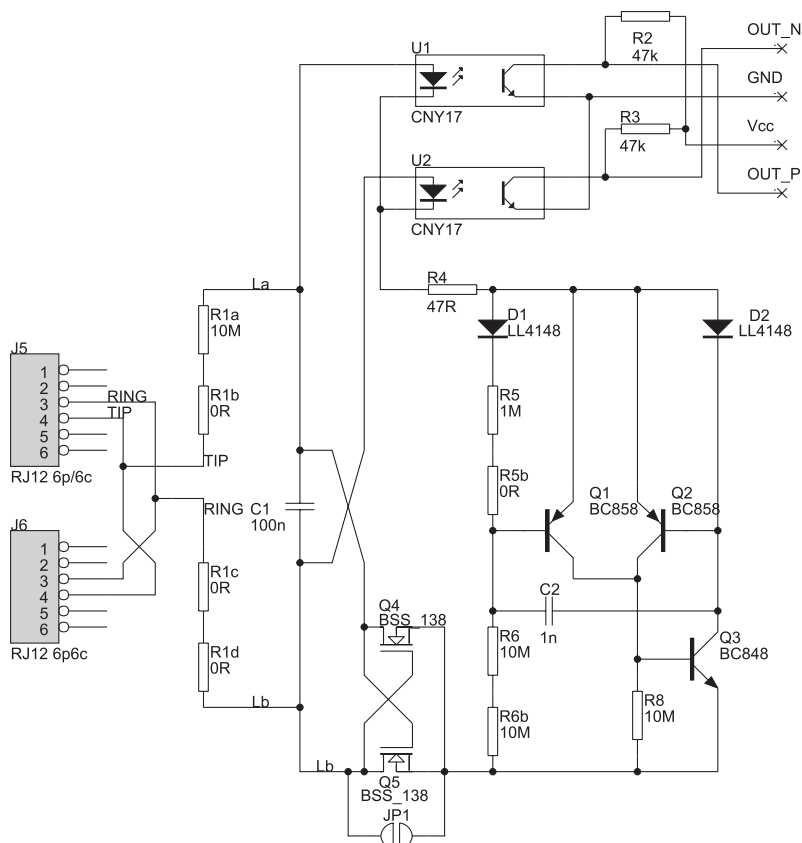 OUT_N
U1
R2
47k
GND
CNY17
R3
47k
Vcc
U2
OUT_P
CNY17
La
R4
47R
R1a
10M
D1
LL4148
D2
LL4148
J5
1
2
3
4
5
6
RING
TIP
R1b
0R
R5
1M
RJ12 6p/6c
TIP
R5b
0R
RING
C1
100n
Q1
BC858
Q2
BC858
J6
1
2
3
4
5
6
R1c
0R
C2
1n
Q4
BSS_138
RJ12 6p6c
R1d
0R
R6
10M
Q3
BC848
Lb
R6b
10M
R8
10M
Lb
Q5
BSS_138
JP1